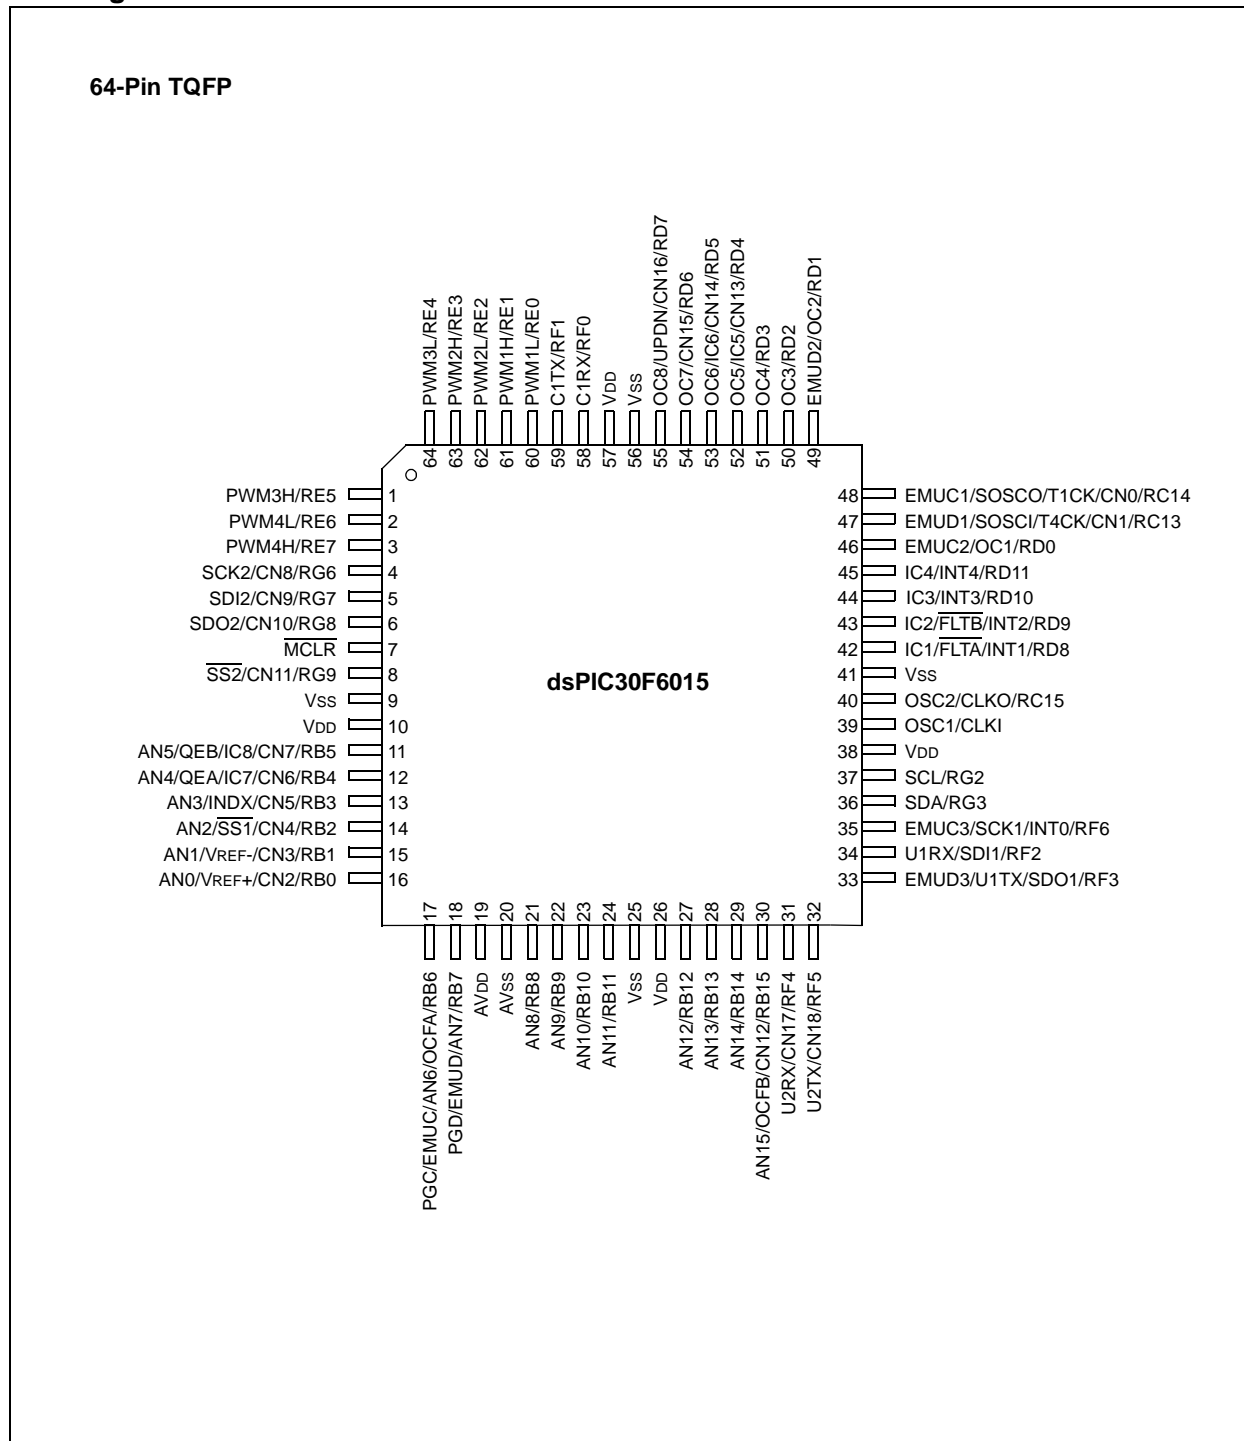 64-Pin TQFP
PWM3L/RE4
PWM2H/RE3
PWM2L/RE2
PWM1H/RE1
PWM1L/RE0
C1TX/RF1
C1RX/RF0
VDD
VSS
OC8/UPDN/CN16/RD7
OC7/CN15/RD6
OC6/IC6/CN14/RD5
OC5/IC5/CN13/RD4
OC4/RD3
OC3/RD2
EMUD2/OC2/RD1
64 63 62 61 60 59 58 57 56 55 54 53 52 51 50 49
PWM3H/RE5 1
PWM4L/RE6 2
PWM4H/RE7 3
SCK2/CN8/RG6 4
SDI2/CN9/RG7 5
SDO2/CN10/RG8 6
MCLR 7
SS2/CN11/RG9 8
VSS 9
VDD 10
AN5/QEB/IC8/CN7/RB5 11
AN4/QEA/IC7/CN6/RB4 12
AN3/INDX/CN5/RB3 13
AN2/SS1/CN4/RB2 14
AN1/VREF-/CN3/RB1 15
AN0/VREF+/CN2/RB0 16
dsPIC30F6015
48 EMUC1/SOSCO/T1CK/CN0/RC14
47 EMUD1/SOSCI/T4CK/CN1/RC13
46 EMUC2/OC1/RD0
45 IC4/INT4/RD11
44 IC3/INT3/RD10
43 IC2/FLTB/INT2/RD9
42 IC1/FLTA/INT1/RD8
41 VSS
40 OSC2/CLKO/RC15
39 OSC1/CLKI
38 VDD
37 SCL/RG2
36 SDA/RG3
35 EMUC3/SCK1/INT0/RF6
34 U1RX/SDI1/RF2
33 EMUD3/U1TX/SDO1/RF3
17 18 19 20 21 22 23 24 25 26 27 28 29 30 31 32
PGC/EMUC/AN6/OCFA/RB6
PGD/EMUD/AN7/RB7
AVDD
AVSS
AN8/RB8
AN9/RB9
AN10/RB10
AN11/RB11
VSS
VDD
AN12/RB12
AN13/RB13
AN14/RB14
AN15/OCFB/CN12/RB15
U2RX/CN17/RF4
U2TX/CN18/RF5